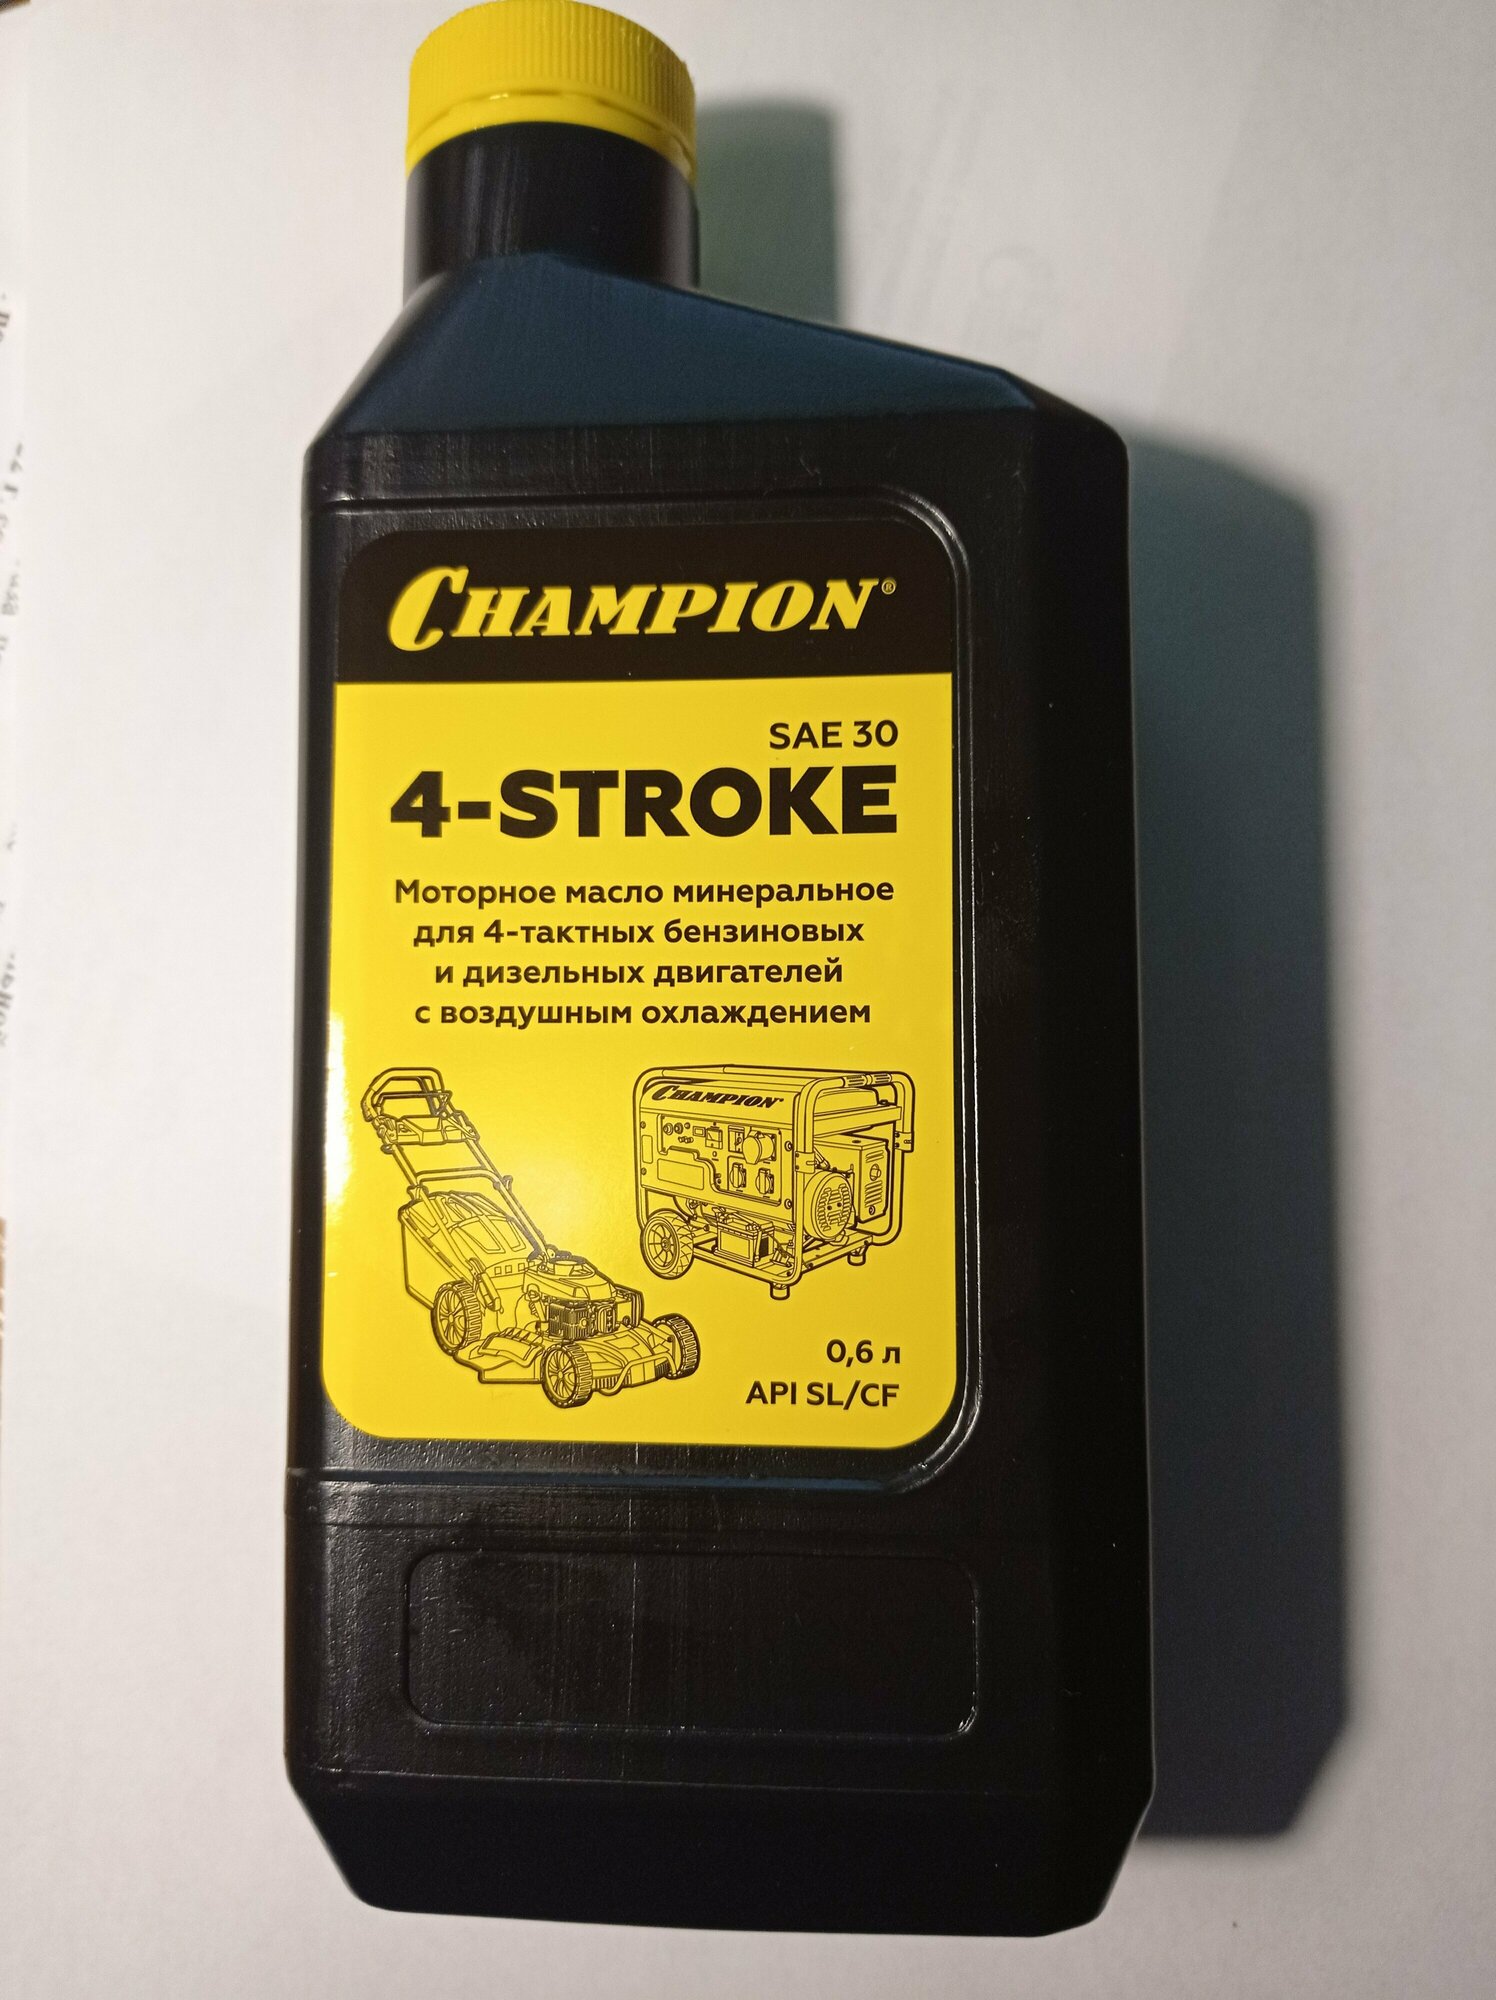 CHAMPION®
SAE 30
4-STROKE
Моторное масло минеральное
для 4-тактных бензиновых
и дизельных двигателей
с воздушным охлаждением
CHAMPION
0,6 л
API SL/CF